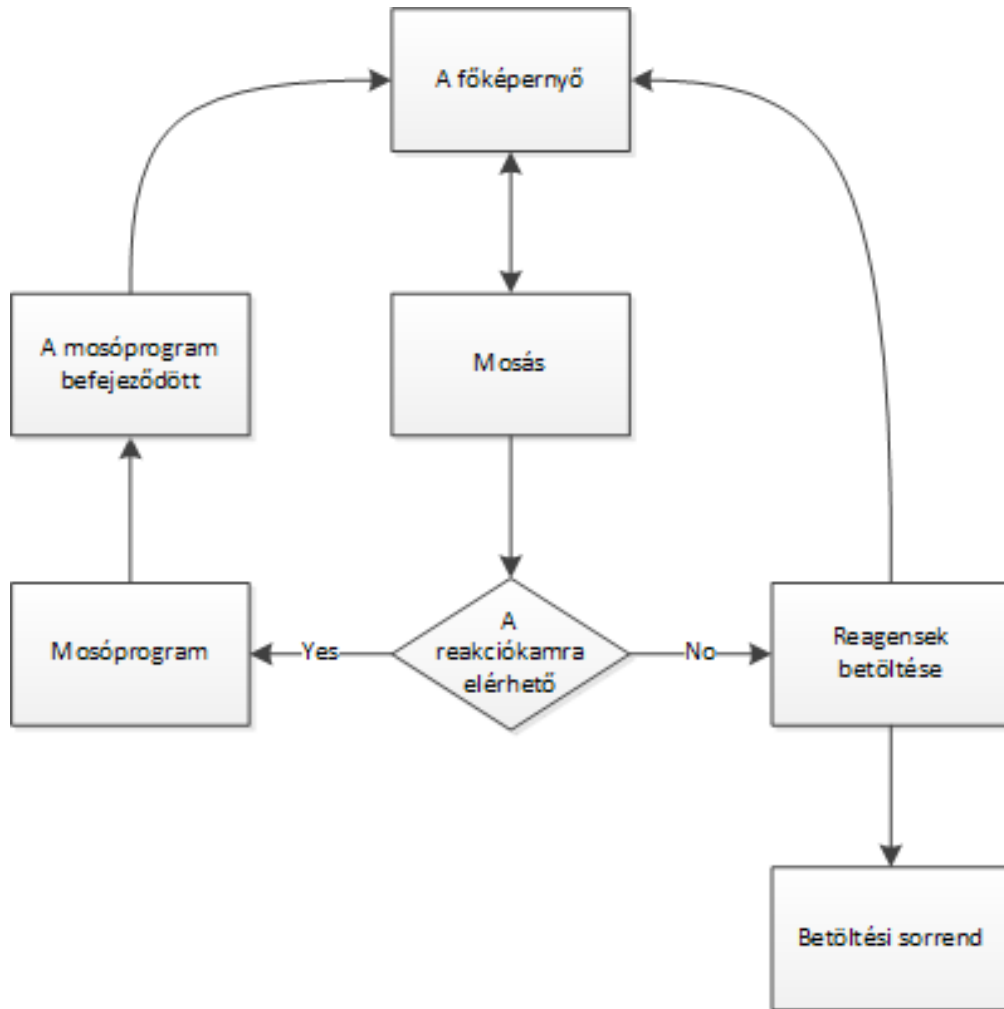 A főképernyő
A mosóprogram
befejeződött
Mosás
Mosóprogram
Yes
A
reakciókamra
elérhető
No
Reagensek
betöltése
Betöltési sorrend